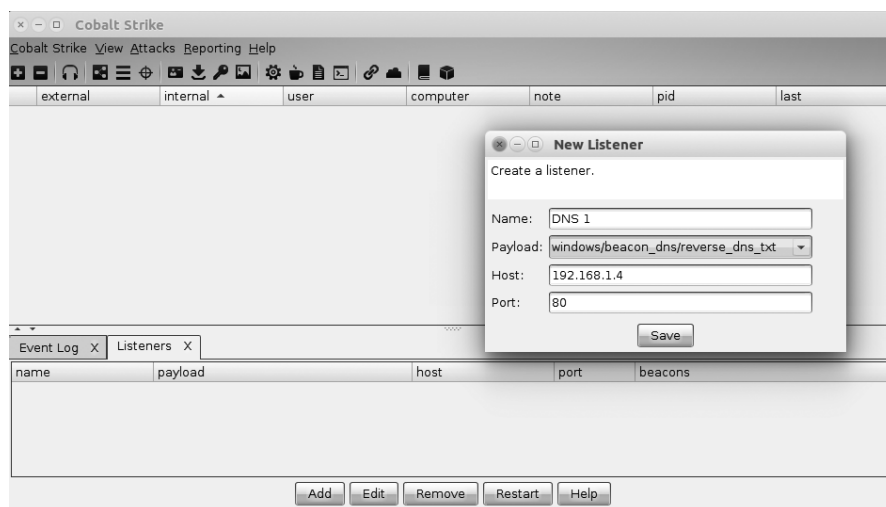 Cobalt Strike
Cobalt Strike View Attacks Reporting Help
external internal user computer note pid last
New Listener
Create a listener.
Name: DNS 1
Payload: windows/beacon_dns/reverse_dns_txt
Host: 192.168.1.4
Port: 80
Save
Event Log X Listeners X
name payload host port beacons
Add Edit Remove Restart Help